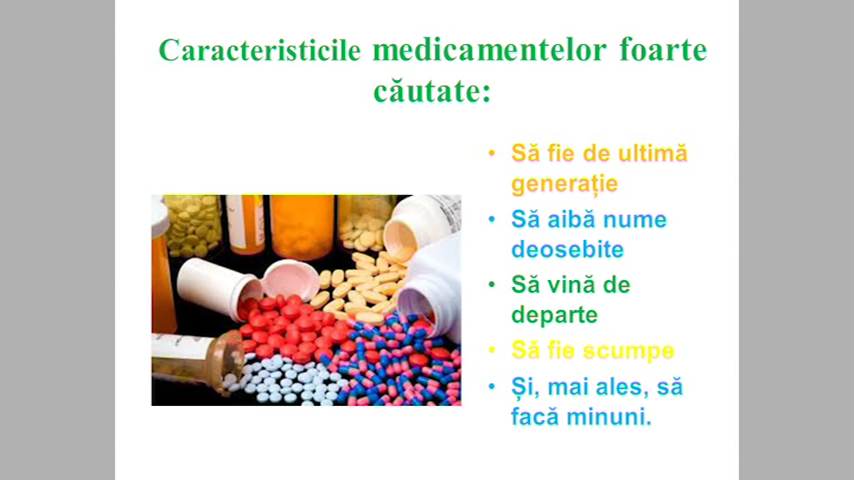 Caracteristicile medicamentelor foarte
căutate:
• Să fie de ultimă
generație
• Să aibă nume
deosebite
• Să vină de
departe
• Să fie scumpe
• Și, mai ales, să
facă minuni.